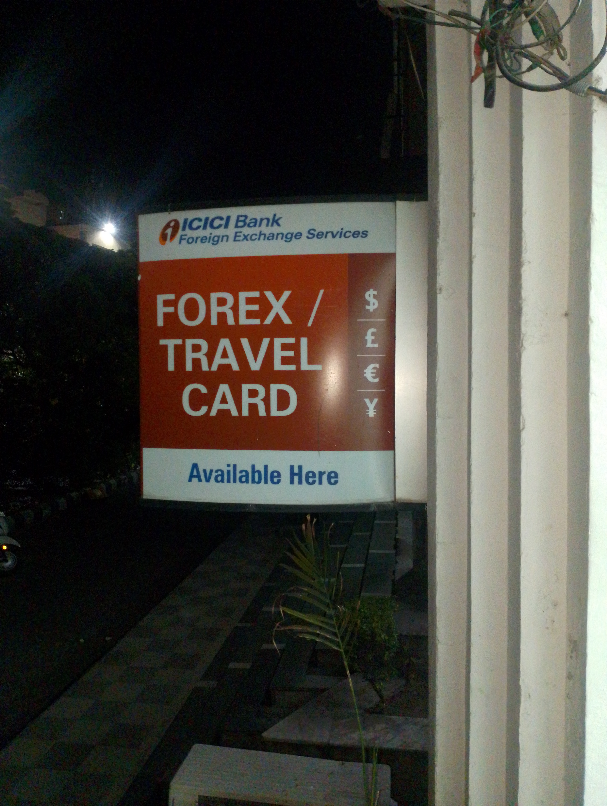 ICICI Bank
Foreign Exchange Services
FOREX /
TRAVEL
CARD
$
£
€
¥
Available Here